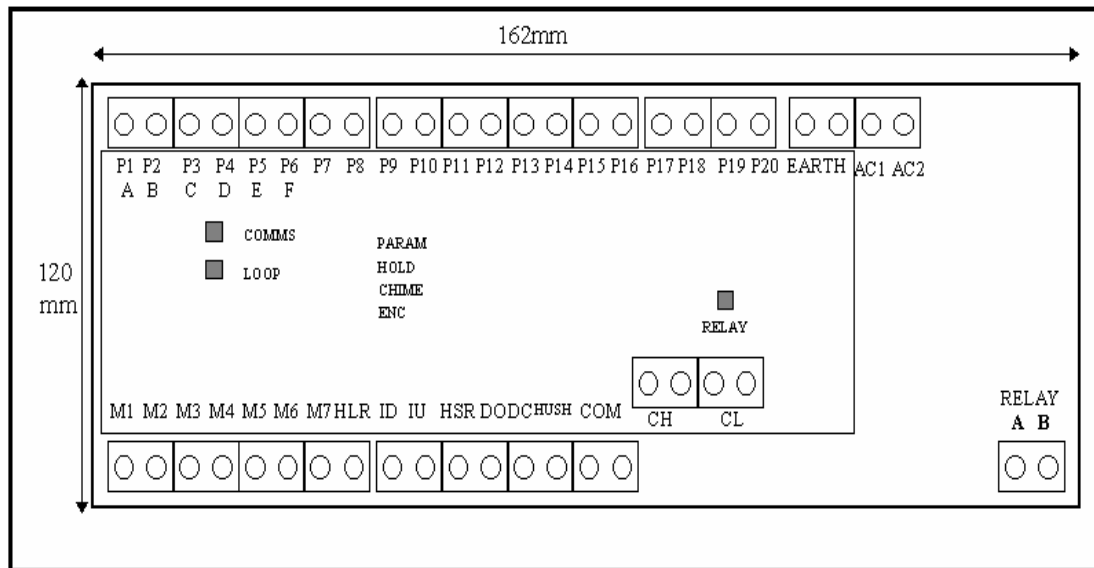 162mm
P1 P2 P3 P4 P5 P6 P7 P8 P9 P10 P11 P12 P13 P14 P15 P16 P17 P18 P19 P20 EARTH AC1 AC2
A B C D E F
COMMS
LOOP
PARAM
HOLD
CHIME
ENC
120
mm
RELAY
M1 M2 M3 M4 M5 M6 M7 HLR ID IU HSR DO DC HUSH COM
CH CL
RELAY
A B